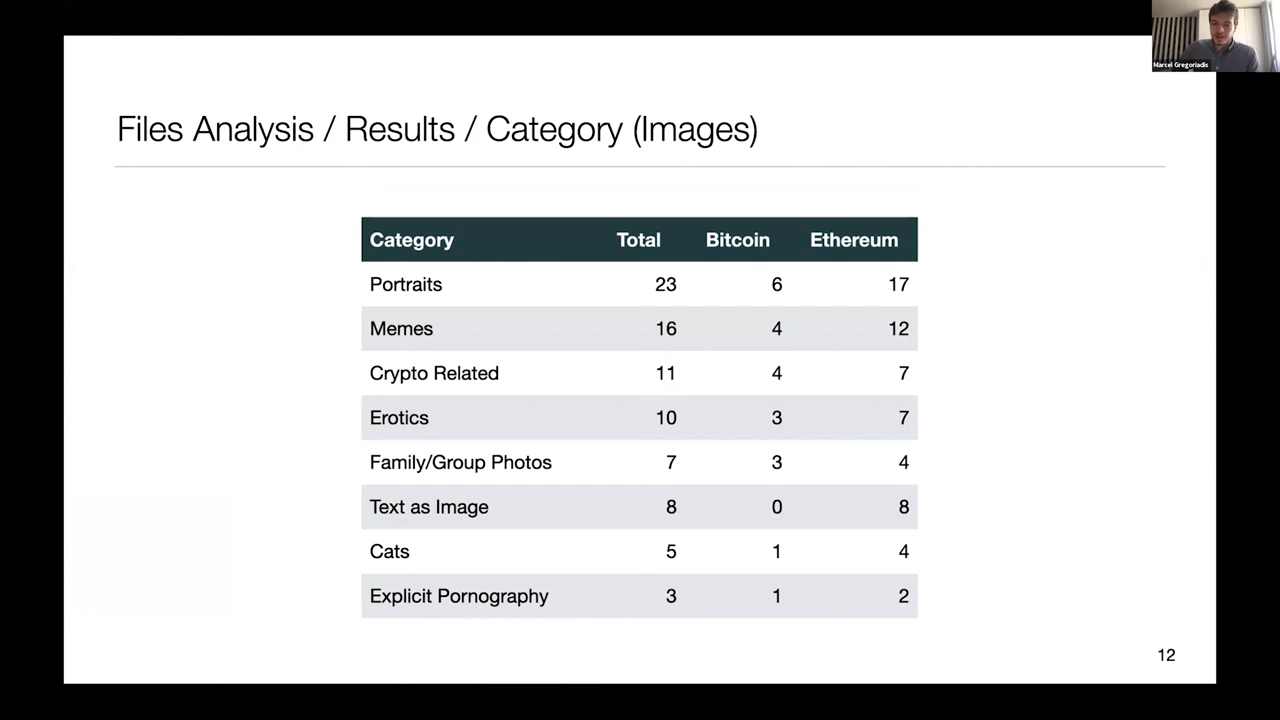 Marcel Gregoriadis
Files Analysis / Results / Category (Images)
Category Total Bitcoin Ethereum
Portraits 23 6 17
Memes 16 4 12
Crypto Related 11 4 7
Erotics 10 3 7
Family/Group Photos 7 3 4
Text as Image 8 0 8
Cats 5 1 4
Explicit Pornography 3 1 2
12